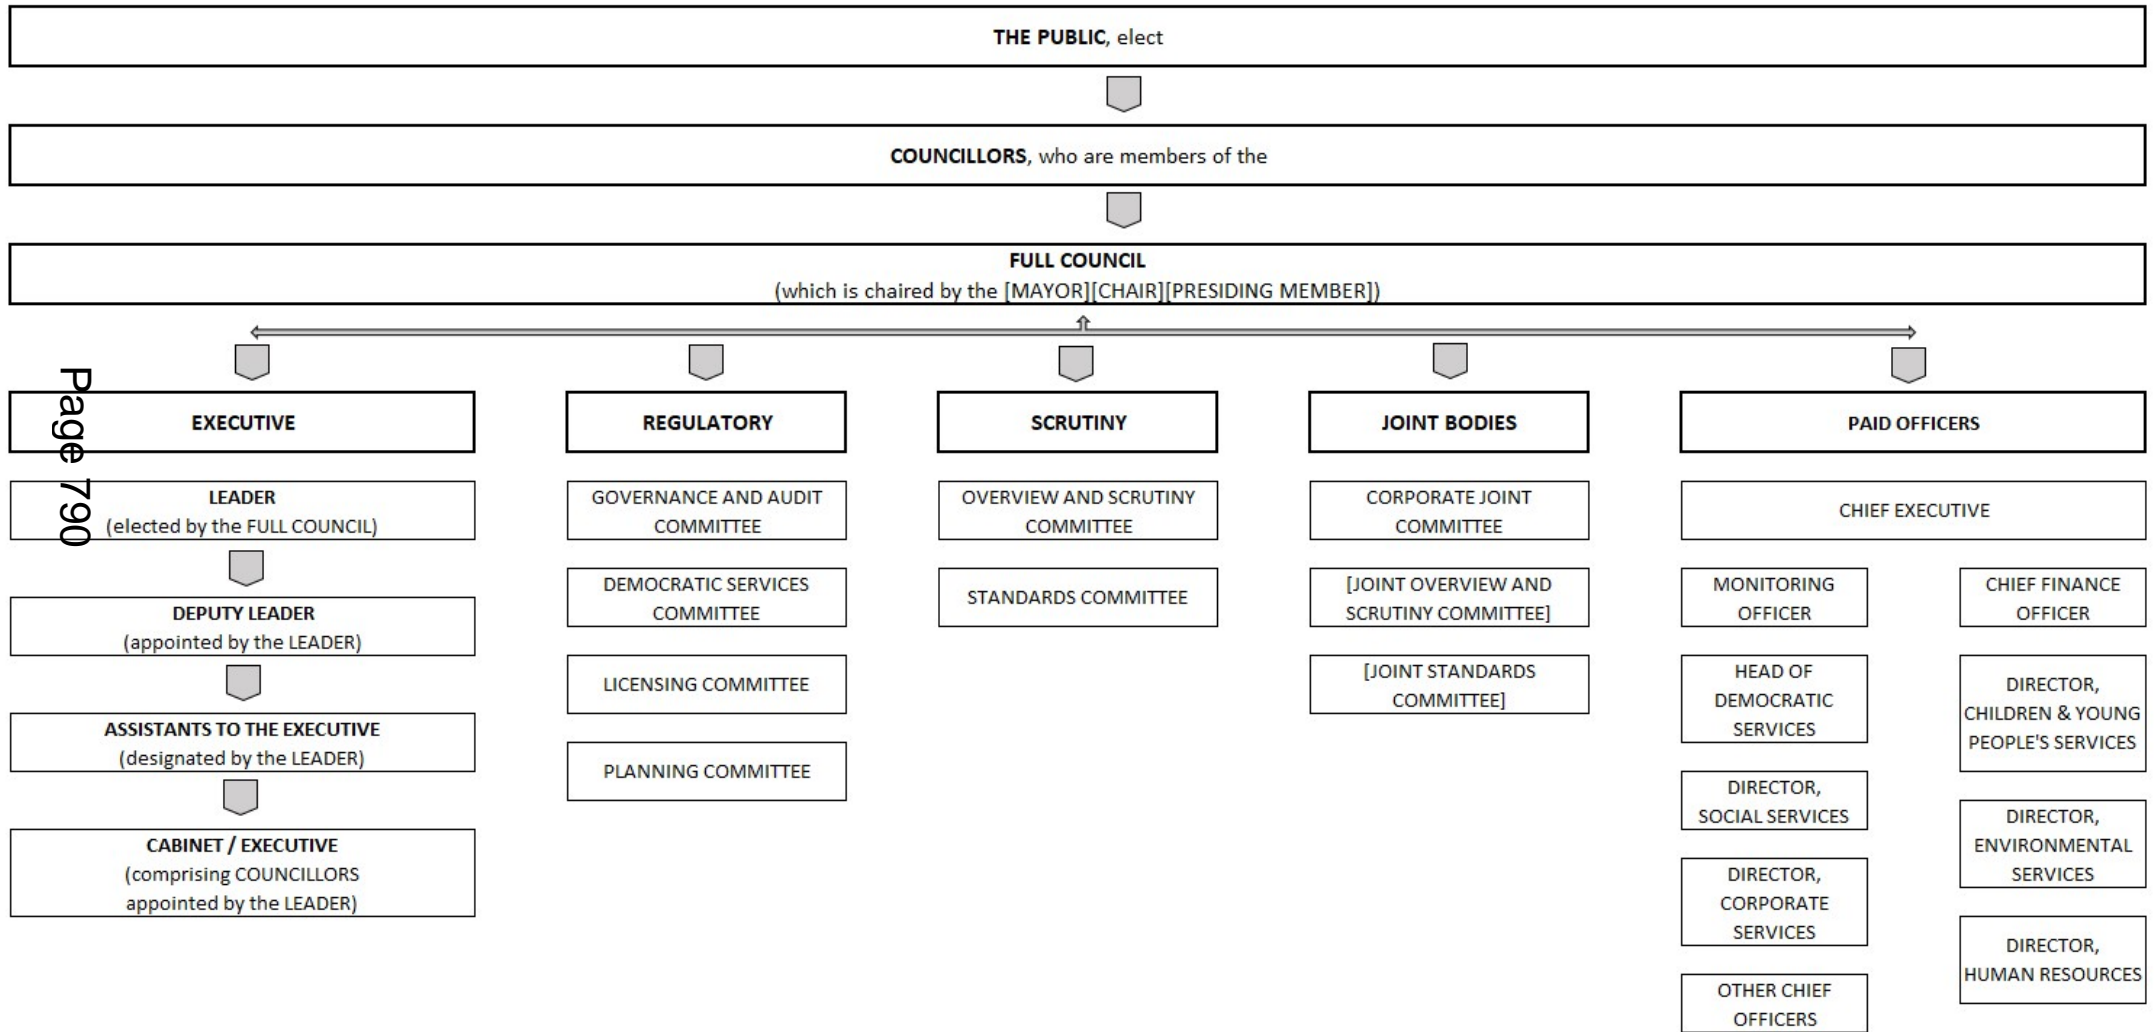 THE PUBLIC, elect
COUNCILLORS, who are members of the
FULL COUNCIL
(which is chaired by the [MAYOR][CHAIR][PRESIDING MEMBER])
Page 790
EXECUTIVE
LEADER
(elected by the FULL COUNCIL)
DEPUTY LEADER
(appointed by the LEADER)
ASSISTANTS TO THE EXECUTIVE
(designated by the LEADER)
CABINET / EXECUTIVE
(comprising COUNCILLORS
appointed by the LEADER)
REGULATORY
GOVERNANCE AND AUDIT
COMMITTEE
DEMOCRATIC SERVICES
COMMITTEE
LICENSING COMMITTEE
PLANNING COMMITTEE
SCRUTINY
OVERVIEW AND SCRUTINY
COMMITTEE
STANDARDS COMMITTEE
JOINT BODIES
CORPORATE JOINT
COMMITTEE
[JOINT OVERVIEW AND
SCRUTINY COMMITTEE]
[JOINT STANDARDS
COMMITTEE]
PAID OFFICERS
CHIEF EXECUTIVE
MONITORING
OFFICER
HEAD OF
DEMOCRATIC
SERVICES
DIRECTOR,
SOCIAL SERVICES
DIRECTOR,
CORPORATE
SERVICES
OTHER CHIEF
OFFICERS
CHIEF FINANCE
OFFICER
DIRECTOR,
CHILDREN & YOUNG
PEOPLE'S SERVICES
DIRECTOR,
ENVIRONMENTAL
SERVICES
DIRECTOR,
HUMAN RESOURCES